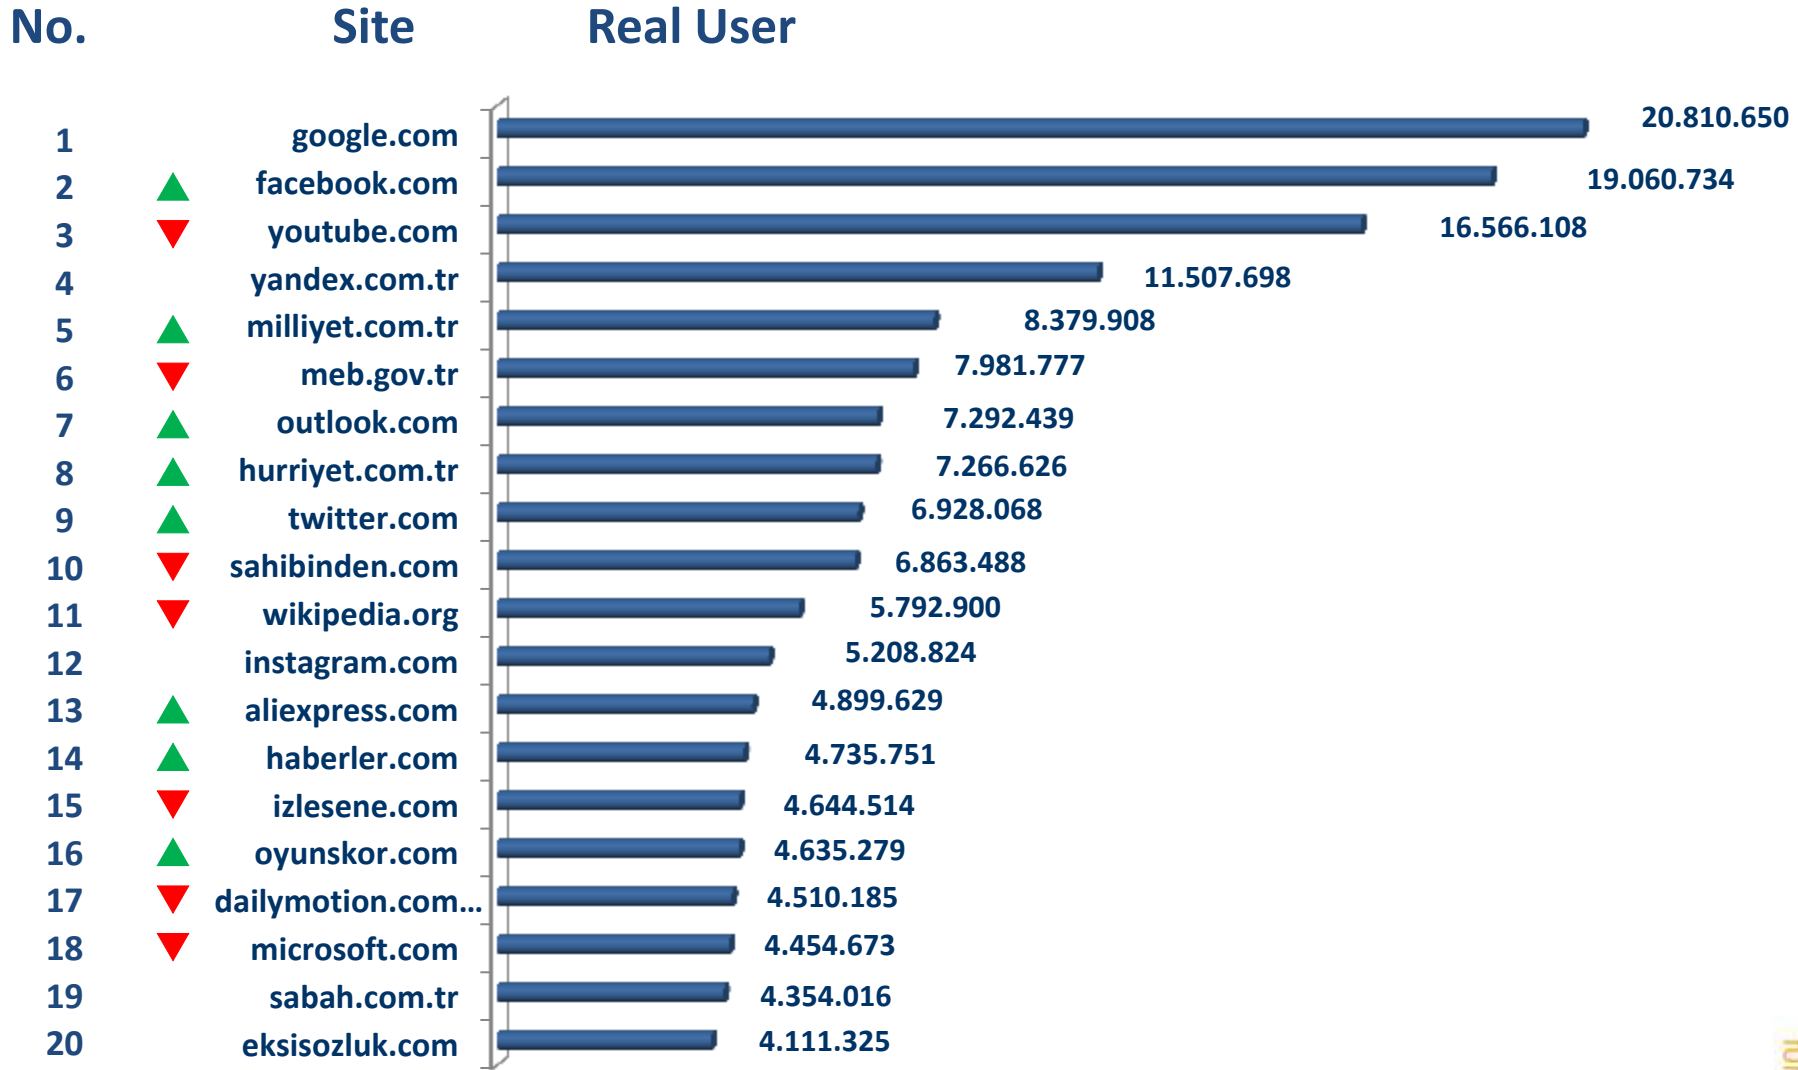 No. Site Real User
1 google.com 20.810.650
2 facebook.com 19.060.734
3 youtube.com 16.566.108
4 yandex.com.tr 11.507.698
5 milliyet.com.tr 8.379.908
6 meb.gov.tr 7.981.777
7 outlook.com 7.292.439
8 hurriyet.com.tr 7.266.626
9 twitter.com 6.928.068
10 sahibinden.com 6.863.488
11 wikipedia.org 5.792.900
12 instagram.com 5.208.824
13 aliexpress.com 4.899.629
14 haberler.com 4.735.751
15 izlesene.com 4.644.514
16 oyunskor.com 4.635.279
17 dailymotion.com... 4.510.185
18 microsoft.com 4.454.673
19 sabah.com.tr 4.354.016
20 eksisozluk.com 4.111.325